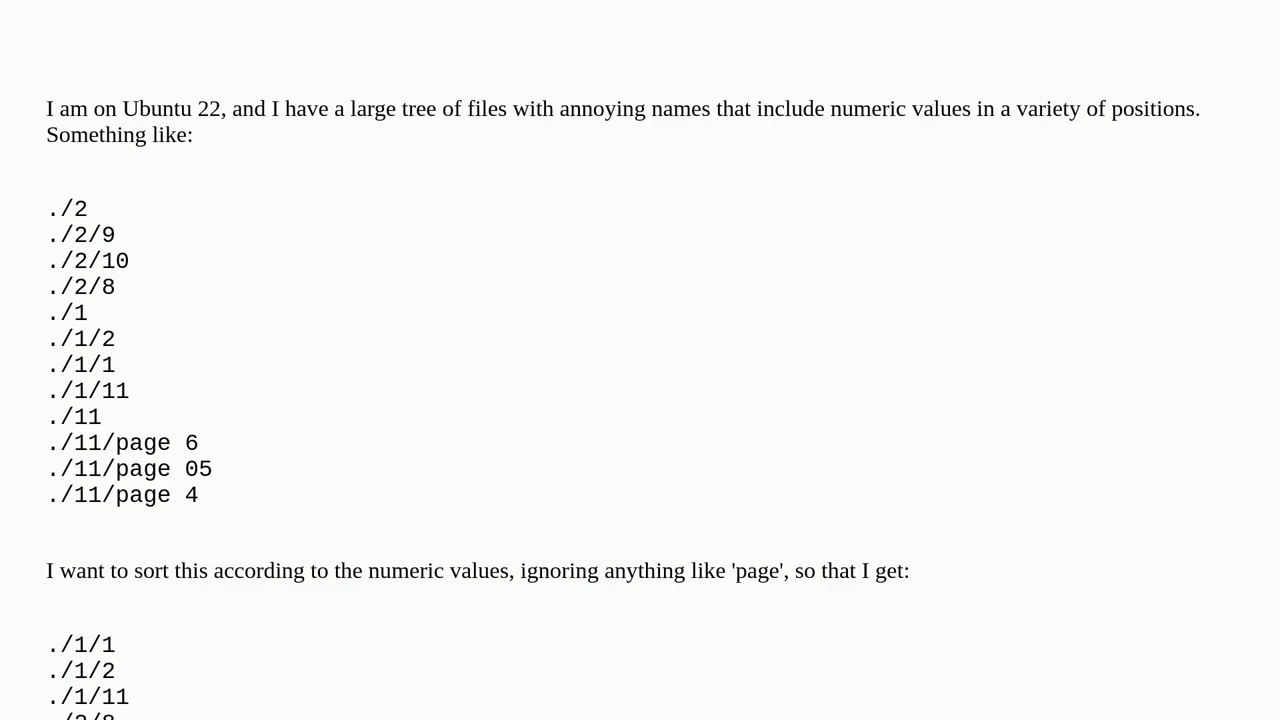 I am on Ubuntu 22, and I have a large tree of files with annoying names that include numeric values in a variety of positions.
Something like:
./2
./2/9
./2/10
./2/8
./1
./1/2
./1/1
./1/11
./11
./11/page 6
./11/page 05
./11/page 4
I want to sort this according to the numeric values, ignoring anything like 'page', so that I get:
./1/1
./1/2
./1/11
./2/8